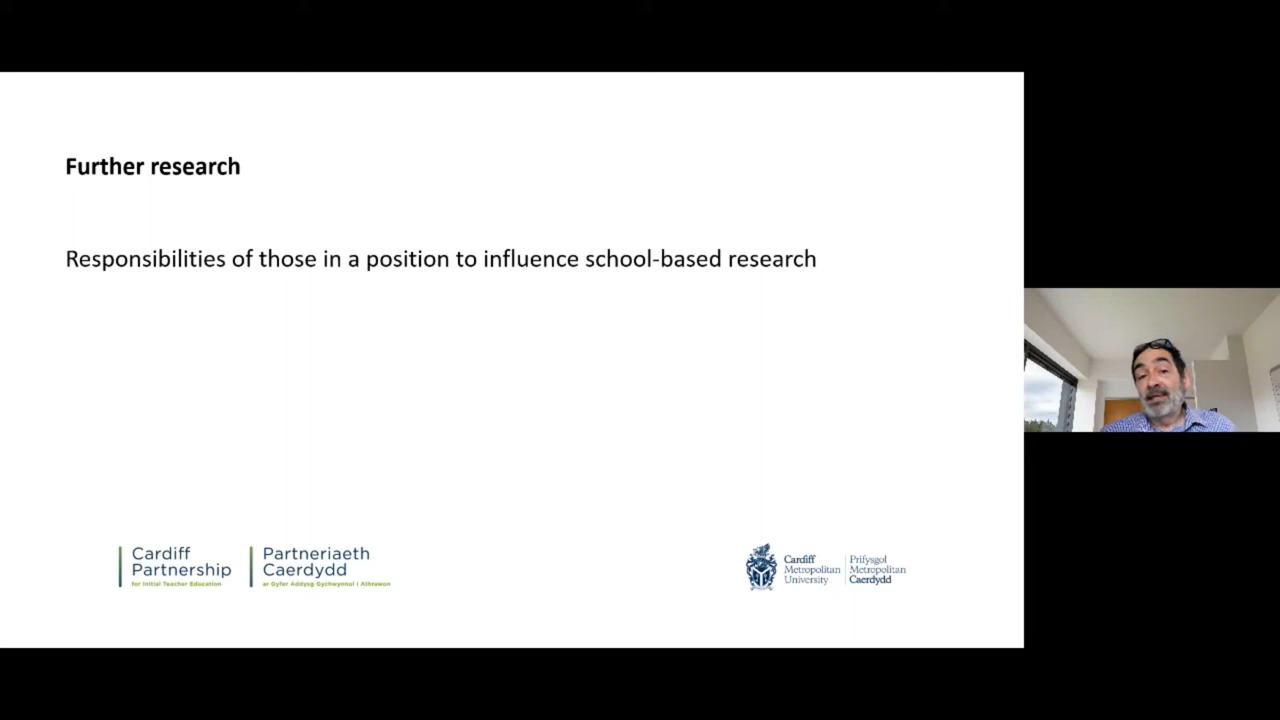 Further research
Responsibilities of those in a position to influence school-based research
Cardiff
Partnership
for Initial Teacher Education
Partneriaeth
Caerdydd
ar Gyfer Addysg Gychwynnol i Athrawon
Cardiff
Metropolitan
University
Prifysgol
Metropolitan
Caerdydd